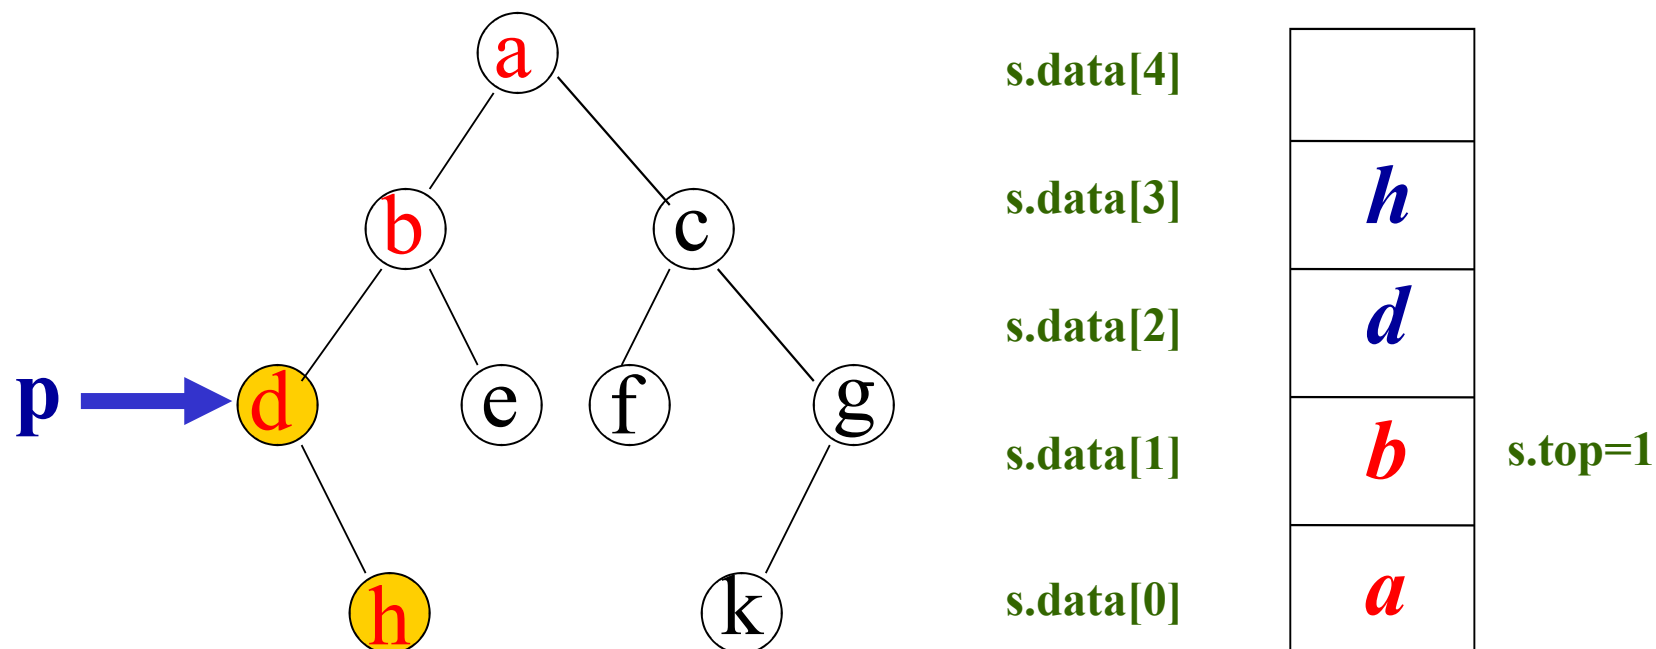 a
b
c
p
d
e
f
g
h
k
s.data[4]
s.data[3] h
s.data[2] d
s.data[1] b s.top=1
s.data[0] a